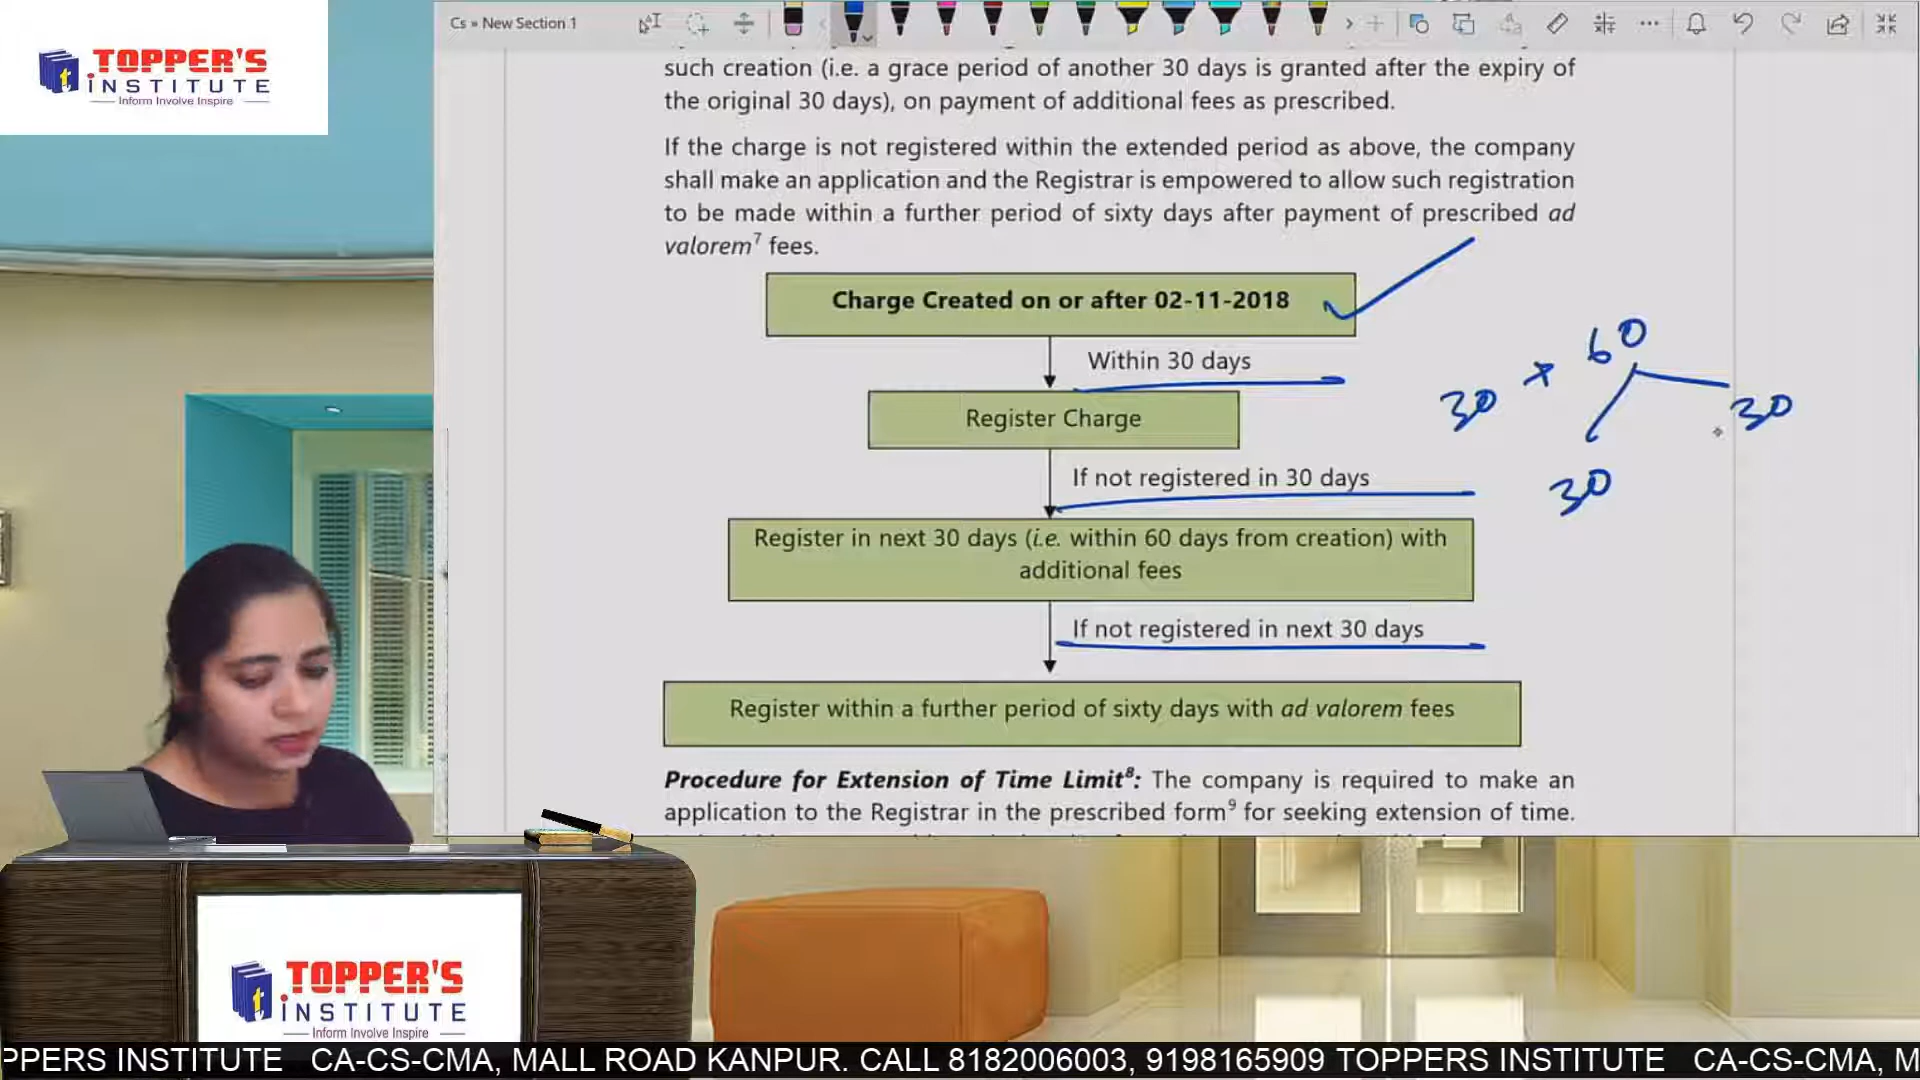 TOPPER'S
INSTITUTE
Inform Involve Inspire
Cs » New Section 1
such creation (i.e. a grace period of another 30 days is granted after the expiry of
the original 30 days), on payment of additional fees as prescribed.
If the charge is not registered within the extended period as above, the company
shall make an application and the Registrar is empowered to allow such registration
to be made within a further period of sixty days after payment of prescribed ad
valorem⁷ fees.
Charge Created on or after 02-11-2018
Within 30 days
Register Charge
If not registered in 30 days
Register in next 30 days (i.e. within 60 days from creation) with
additional fees
If not registered in next 30 days
Register within a further period of sixty days with ad valorem fees
60
30
30
30
Procedure for Extension of Time Limit⁸: The company is required to make an
application to the Registrar in the prescribed form⁹ for seeking extension of time.
TOPPER'S
INSTITUTE
Inform Involve Inspire
PPERS INSTITUTE CA-CS-CMA, MALL ROAD KANPUR. CALL 8182006003, 9198165909 TOPPERS INSTITUTE CA-CS-CMA, M